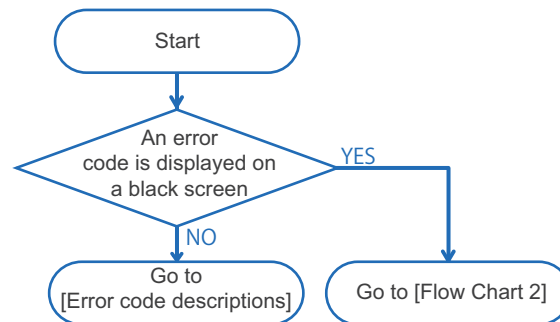 Start
An error
code is displayed on
a black screen
YES
NO
Go to
[Error code descriptions]
Go to [Flow Chart 2]